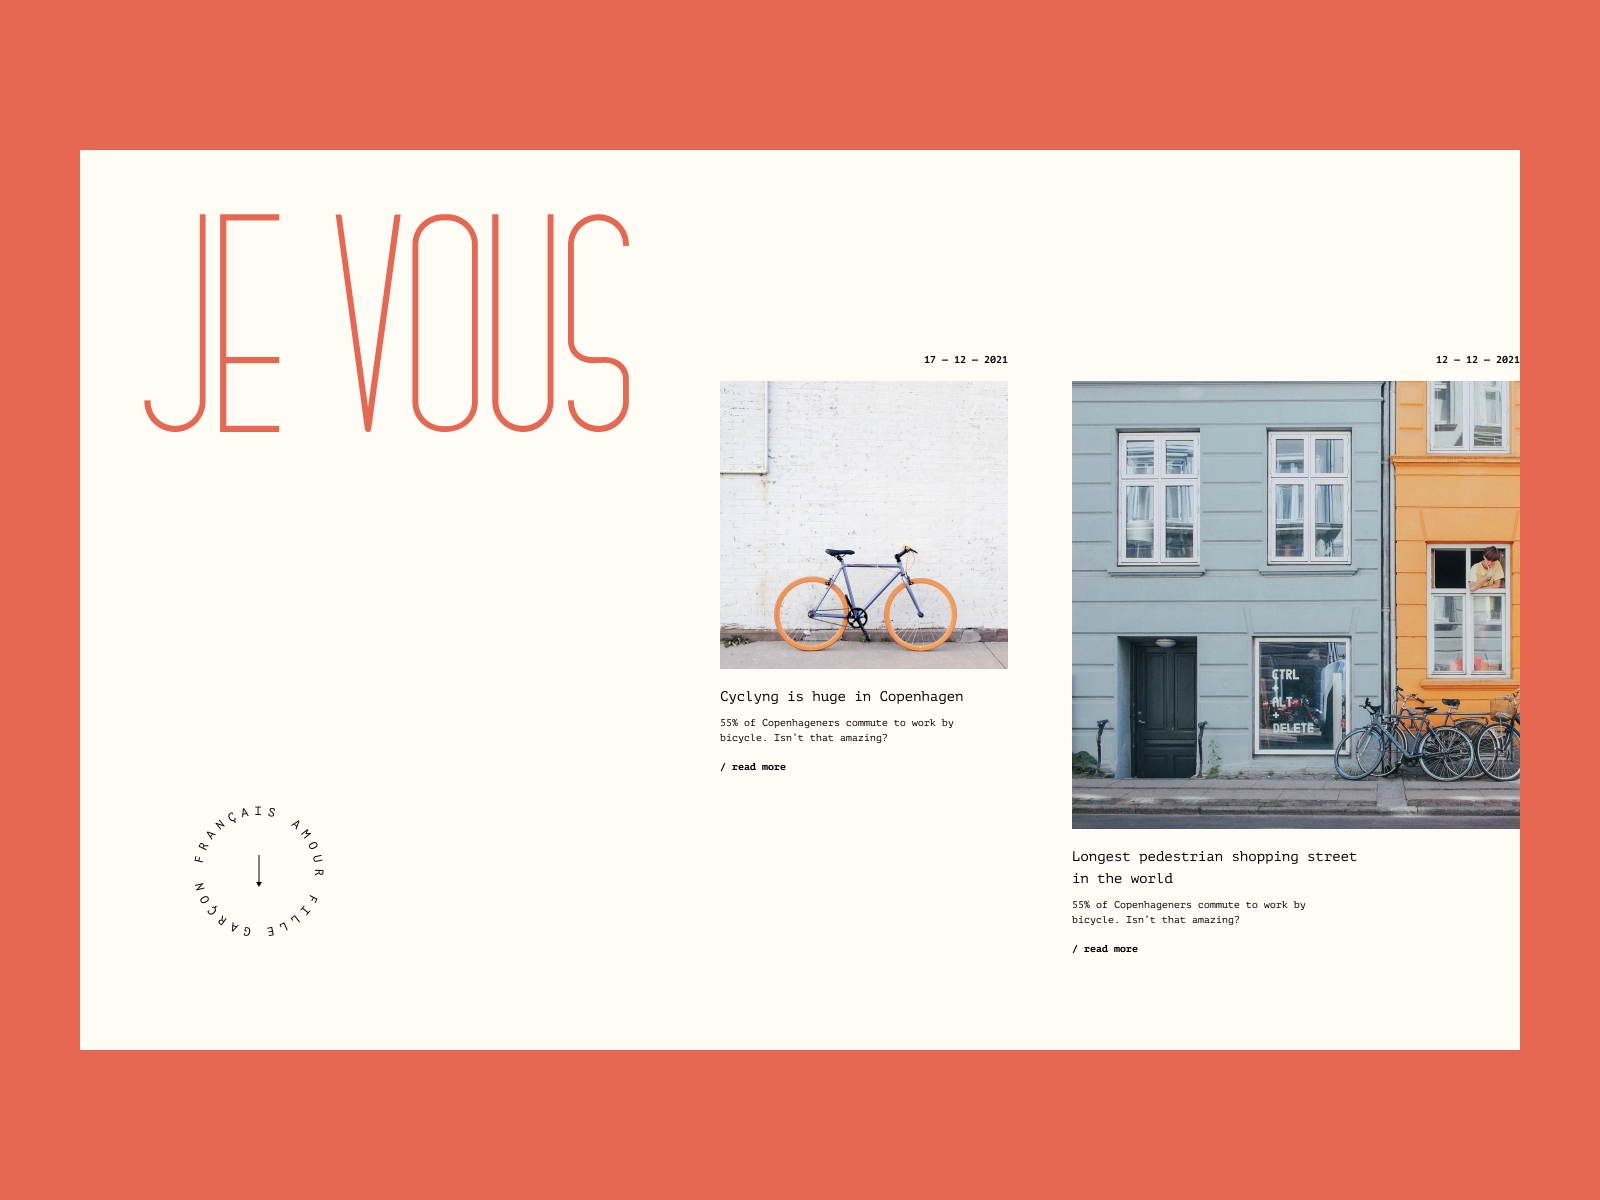 JE VOUS
17 — 12 — 2021
Cyclyng is huge in Copenhagen
55% of Copenhageners commute to work by
bicycle. Isn't that amazing?
/ read more
12 — 12 — 2021
CTRL
+
ALT
+
DELETE
Longest pedestrian shopping street
in the world
55% of Copenhageners commute to work by
bicycle. Isn't that amazing?
/ read more
FRANÇAIS AMOUR FILLE GARÇON